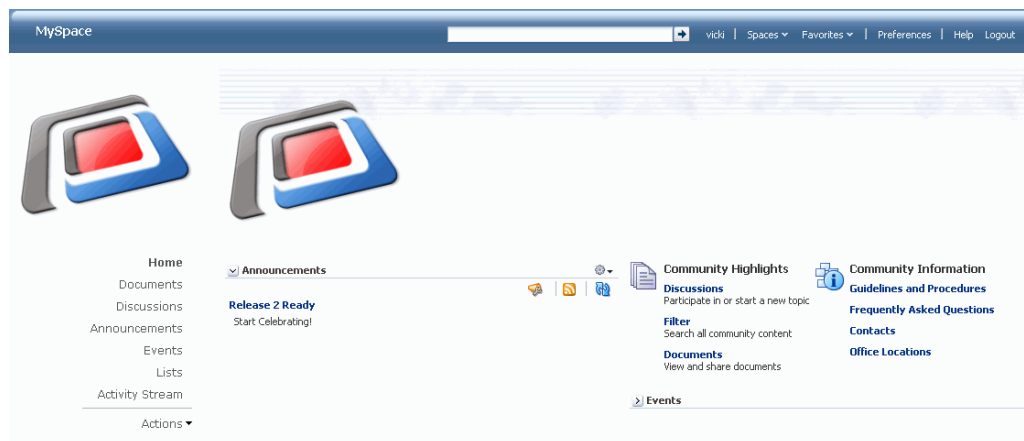 MySpace
vicki | Spaces Favorites | Preferences | Help Logout
Home
Documents
Discussions
Announcements
Events
Lists
Activity Stream
Actions
Announcements
Release 2 Ready
Start Celebrating!
Community Highlights
Discussions
Participate in or start a new topic
Filter
Search all community content
Documents
View and share documents
Community Information
Guidelines and Procedures
Frequently Asked Questions
Contacts
Office Locations
Events